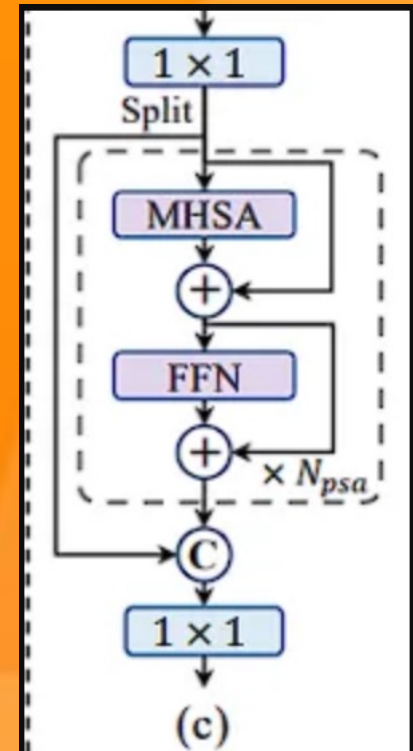 1 × 1
Split
MHSA
+
FFN
+
× Npsa
C
1 × 1
(c)